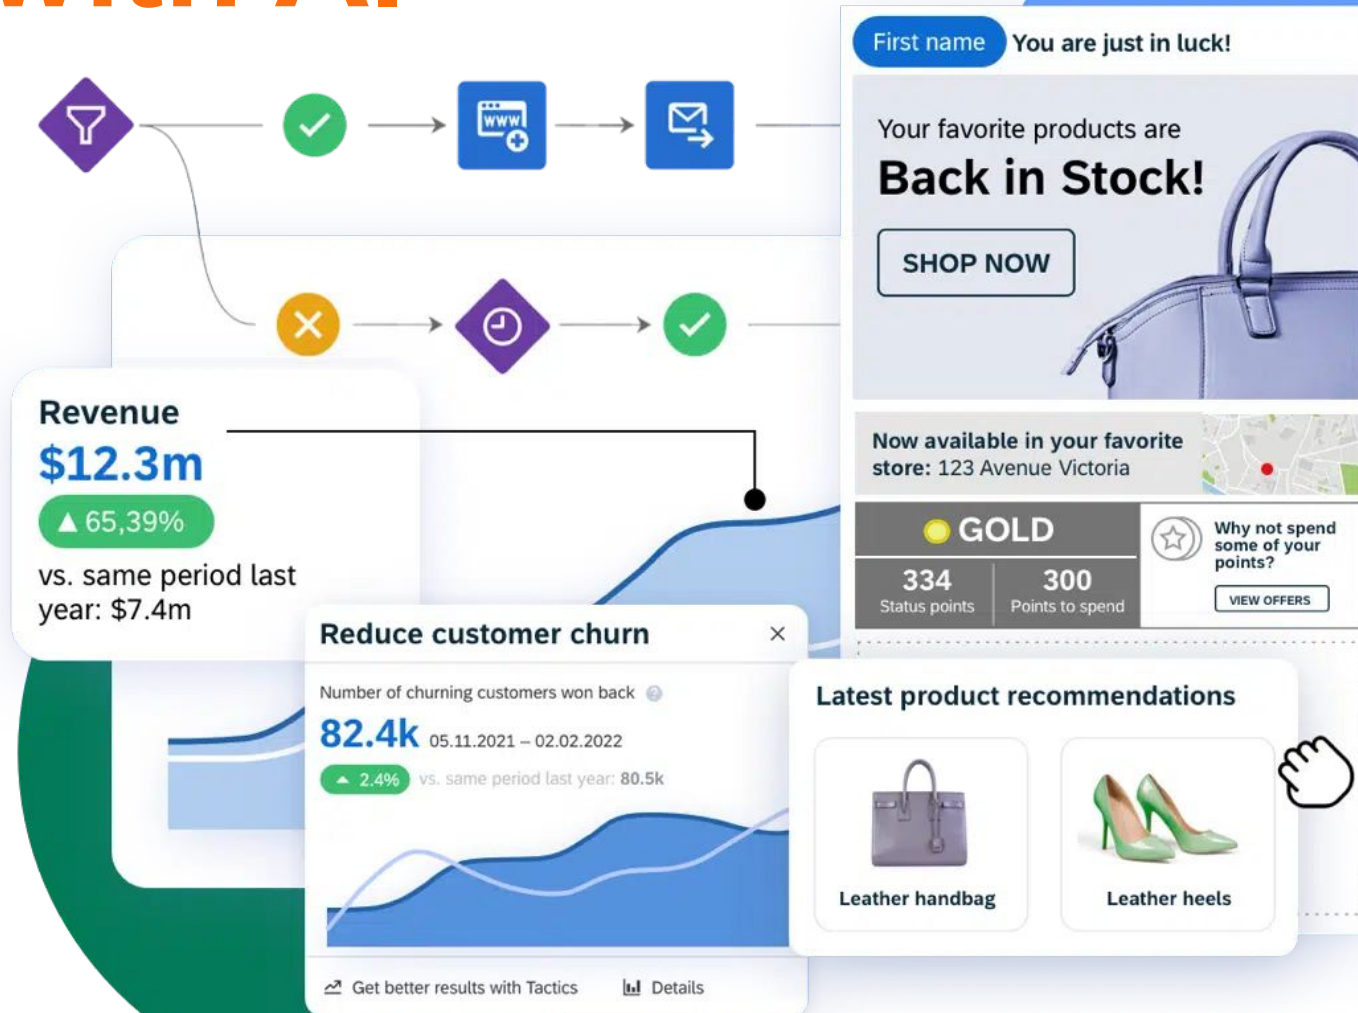 with AI
First name You are just in luck!
www
Your favorite products are
Back in Stock!
SHOP NOW
Revenue
$12.3m
▲ 65,39%
vs. same period last
year: $7.4m
Now available in your favorite
store: 123 Avenue Victoria
GOLD
334
Status points
300
Points to spend
Why not spend
some of your
points?
VIEW OFFERS
Reduce customer churn
Number of churning customers won back ?
82.4k 05.11.2021 – 02.02.2022
▲ 2.4% vs. same period last year: 80.5k
Get better results with Tactics
Details
Latest product recommendations
Leather handbag
Leather heels